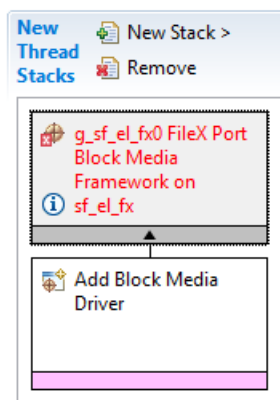 New Thread Stacks
New Stack >
Remove
g_sf_el_fx0 FileX Port
Block Media
Framework on
sf_el_fx
Add Block Media
Driver